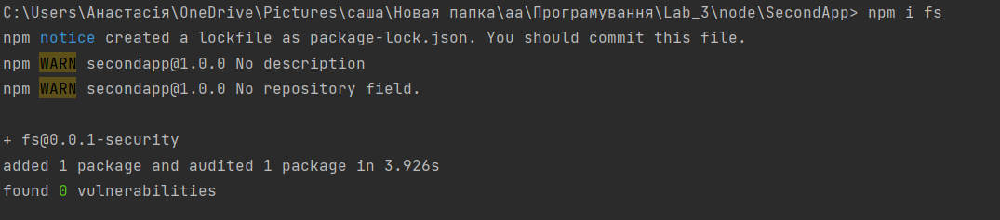 C:\Users\Анастасія\OneDrive\Pictures\саша\Новая папка\аа\Програмування\Lab_3\node\SecondApp> npm i fs
npm notice created a lockfile as package-lock.json. You should commit this file.
npm WARN secondapp@1.0.0 No description
npm WARN secondapp@1.0.0 No repository field.
+ fs@0.0.1-security
added 1 package and audited 1 package in 3.926s
found 0 vulnerabilities